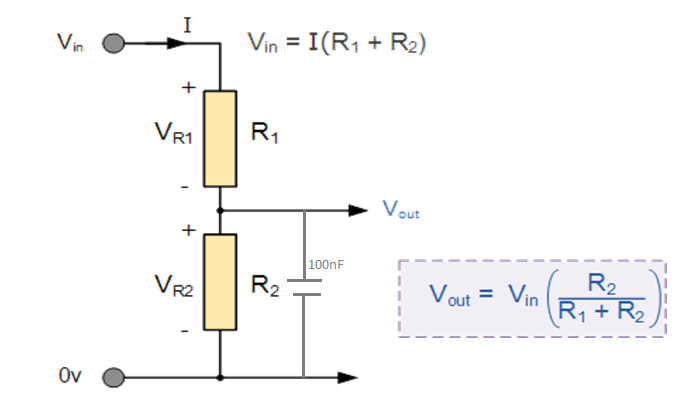 I
Vin
Vin = I(R1 + R2)
+
VR1
R1
-
Vout
+
100nF
VR2
R2
-
Vout = Vin (R2 / R1 + R2)
0v